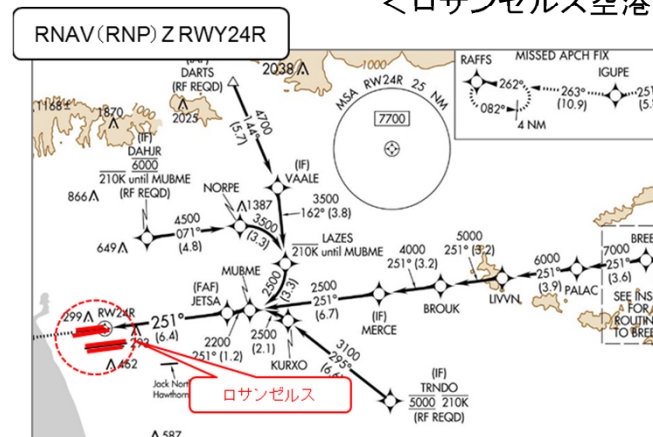 <ロサンゼルス空港
RNAV(RNP) Z RWY24R
DARTS
(RF REQD)
2038
1000
MSA RW24R 25 NM
7700
MISSED APCH FIX
RAFFS
IGUPE
262°
263°
(10.9)
082°
4 NM
1168±
1870
2025
4700
144°
(5.7)
(IF)
DAHJR
6000
210K until MUBME
(RF REQD)
(IF)
VAALE
3500
162° (3.8)
866
NORPE
1387
4500
071°
(4.8)
3500
(3.3)
649
LAZES
210K until MUBME
2500
(3.3)
MUBME
(FAF)
JETSA
4000
251° (3.2)
5000
251° (3.2)
6000
251°
(3.9)
7000
251°
(3.6)
BREE
PALAC
LIVVN
BROUK
2500
251°
(6.7)
(IF)
MERCE
SEE INS
FOR
ROUTIN
TO BREE
299
RW24R
251°
(6.4)
2200
251° (1.2)
2500
(2.1)
KURXO
3100
295°
293
452
Jack Nort
Hawthorn
ロサンゼルス
(IF)
TRNDO
5000 210K
(RF REQD)
587